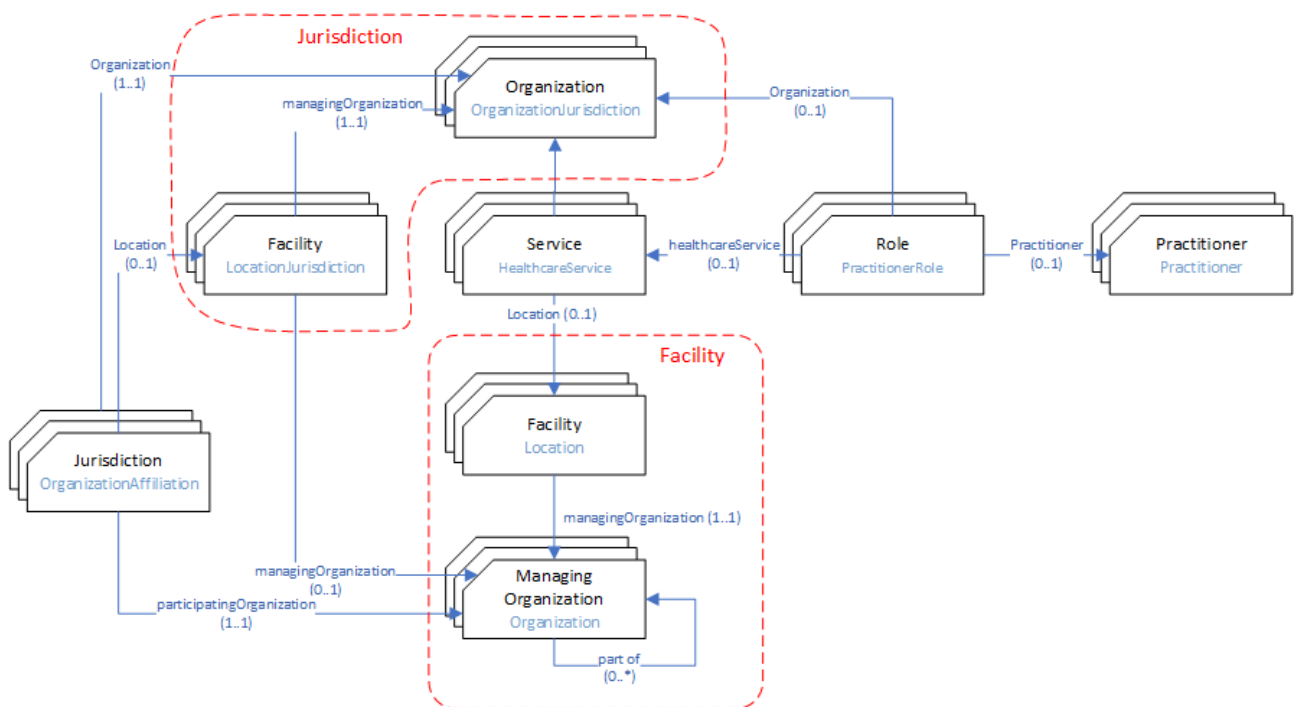 Jurisdiction
Organization
(1..1)
managingOrganization
(1..1)
Organization
OrganizationJurisdiction
Organization
(0..1)
Location
(0..1)
Facility
LocationJurisdiction
Service
HealthcareService
healthcareService
(0..1)
Role
PractitionerRole
Practitioner
(0..1)
Practitioner
Practitioner
Location (0..1)
Facility
Facility
Location
Jurisdiction
OrganizationAffiliation
managingOrganization (1..1)
managingOrganization
(0..1)
participatingOrganization
(1..1)
Managing
Organization
Organization
part of
(0..*)